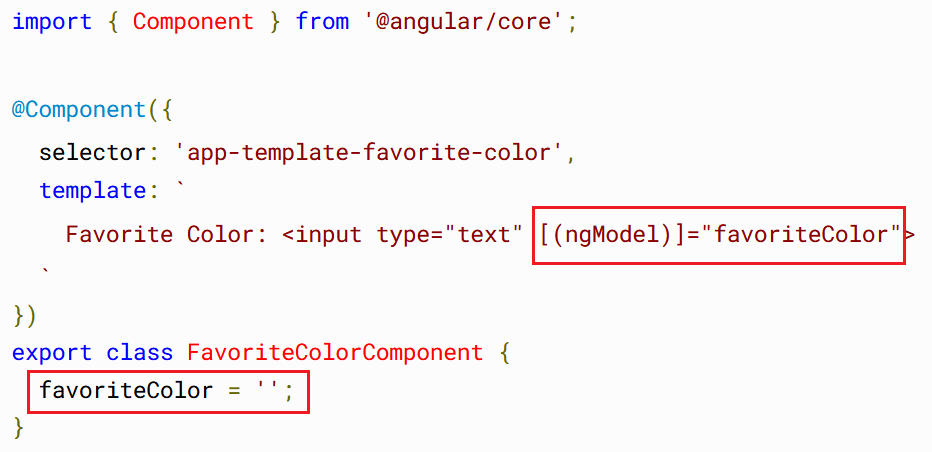 import { Component } from '@angular/core';
@Component({
  selector: 'app-template-favorite-color',
  template: `
    Favorite Color: <input type="text" [(ngModel)]="favoriteColor">
  `
})
export class FavoriteColorComponent {
  favoriteColor = '';
}